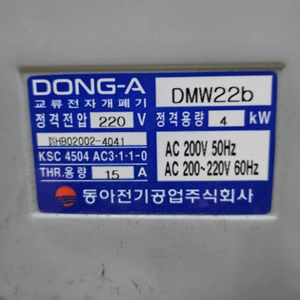 DONG-A
DMW22b
교류전자개폐기
정격전압 220 V
정격용량 4 kW
HB02002-4041
KSC 4504 AC3·1·1-0
THR.용량 15 A
AC 200V 50Hz
AC 200~220V 60Hz
동아전기공업주식회사